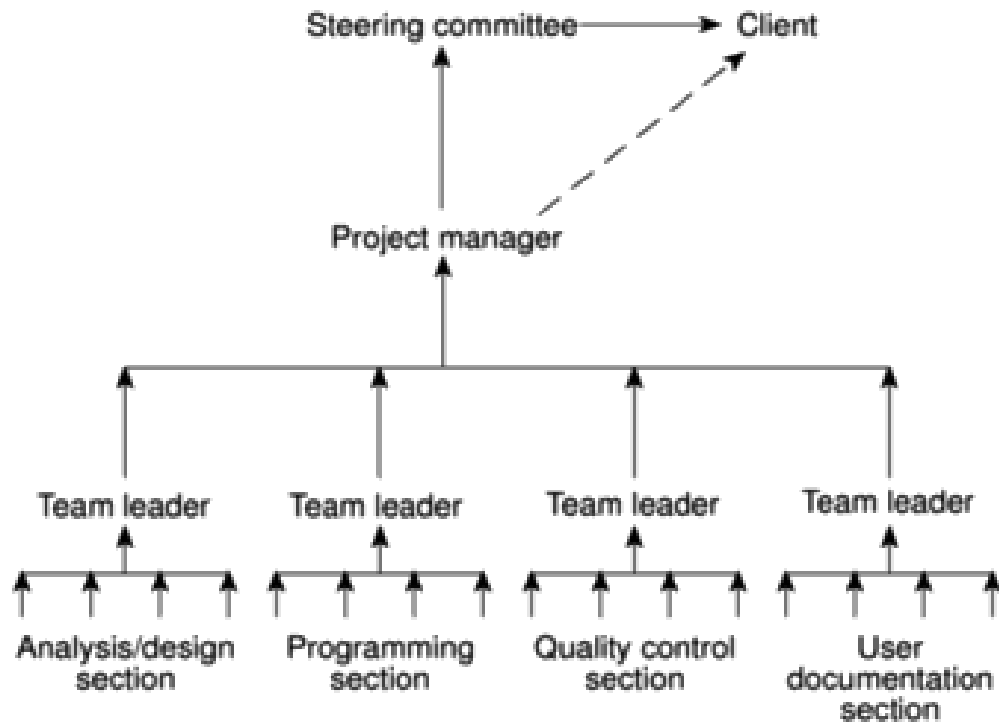 Steering committee
Client
Project manager
Team leader
Team leader
Team leader
Team leader
Analysis/design
section
Programming
section
Quality control
section
User
documentation
section